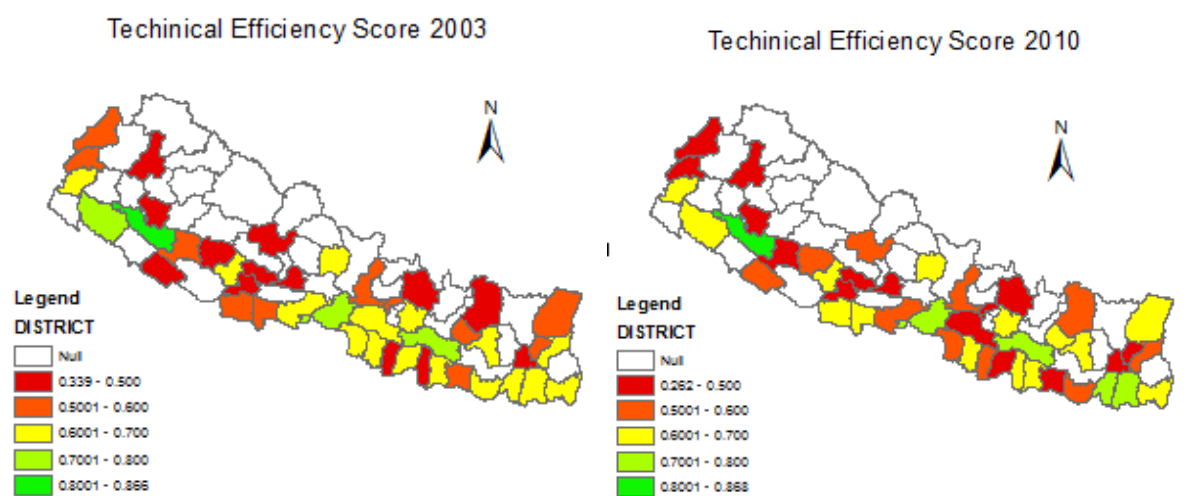 Techinical Efficiency Score 2003
N
Legend
DISTRICT
Null
0.339 - 0.500
0.5001 - 0.600
0.6001 - 0.700
0.7001 - 0.800
0.8001 - 0.866
Techinical Efficiency Score 2010
N
Legend
DISTRICT
Null
0.262 - 0.500
0.5001 - 0.600
0.6001 - 0.700
0.7001 - 0.800
0.8001 - 0.868